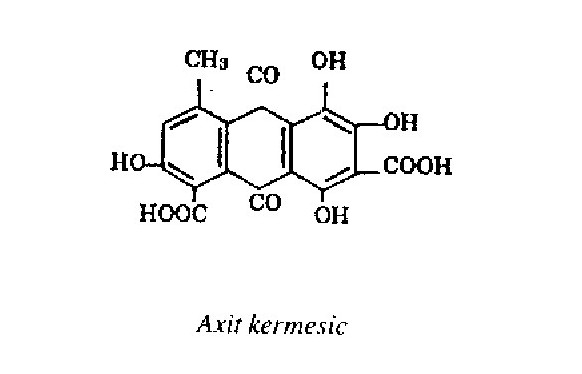 CH3 CO OH
OH
HO COOH
HOOC CO OH
Axit kermesic